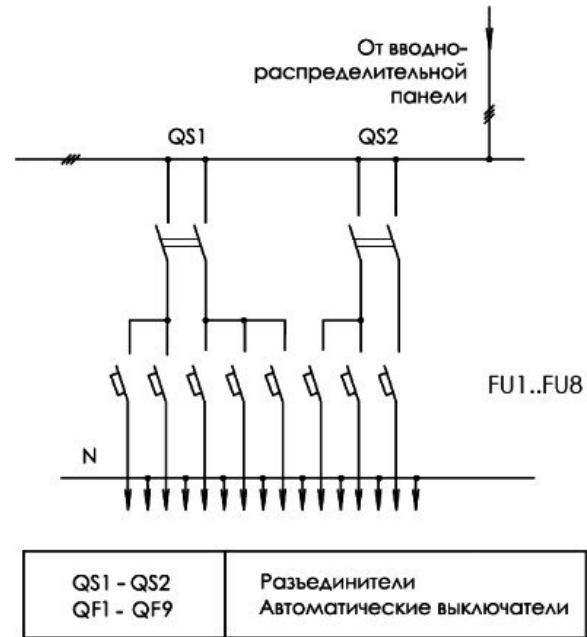 От вводно-
распределительной
панели
QS1 QS2
FU1..FU8
N
QS1 - QS2 Разъединители
QF1 - QF9 Автоматические выключатели